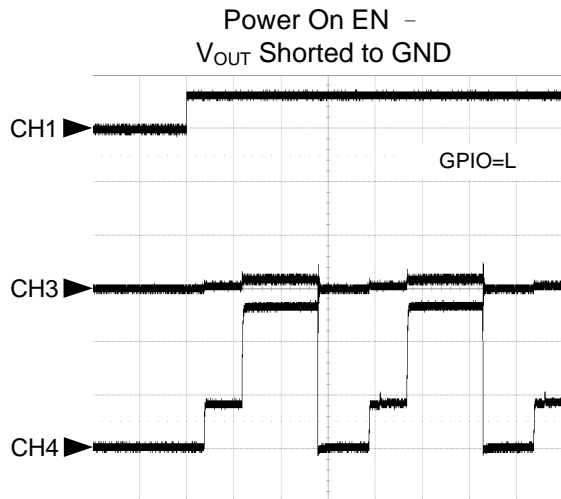 Power On EN –
VOUT Shorted to GND
CH1
GPIO=L
CH3
CH4